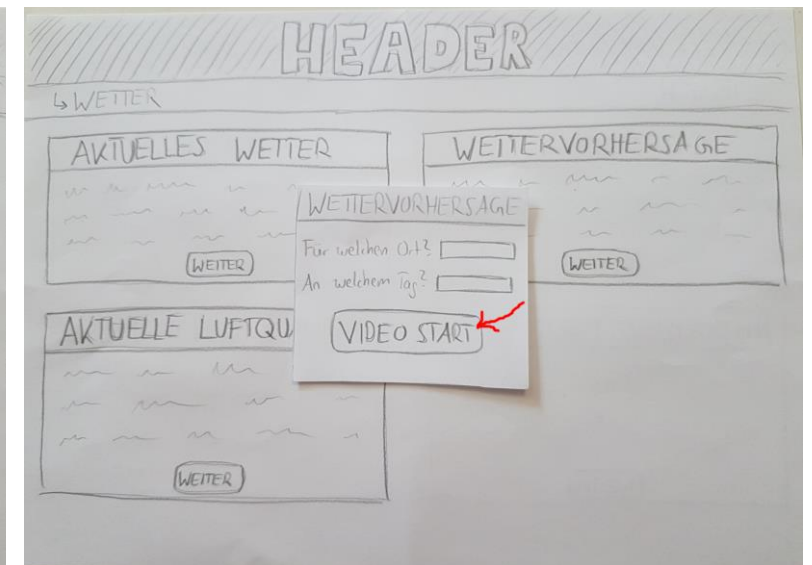 HEADER
↳ WETTER
AKTUELLES WETTER
WEITER
WETTERVORHERSAGE
WEITER
WETTERVORHERSAGE
Für welchen Ort?
An welchem Tag?
VIDEO START
AKTUELLE LUFTQU
WEITER